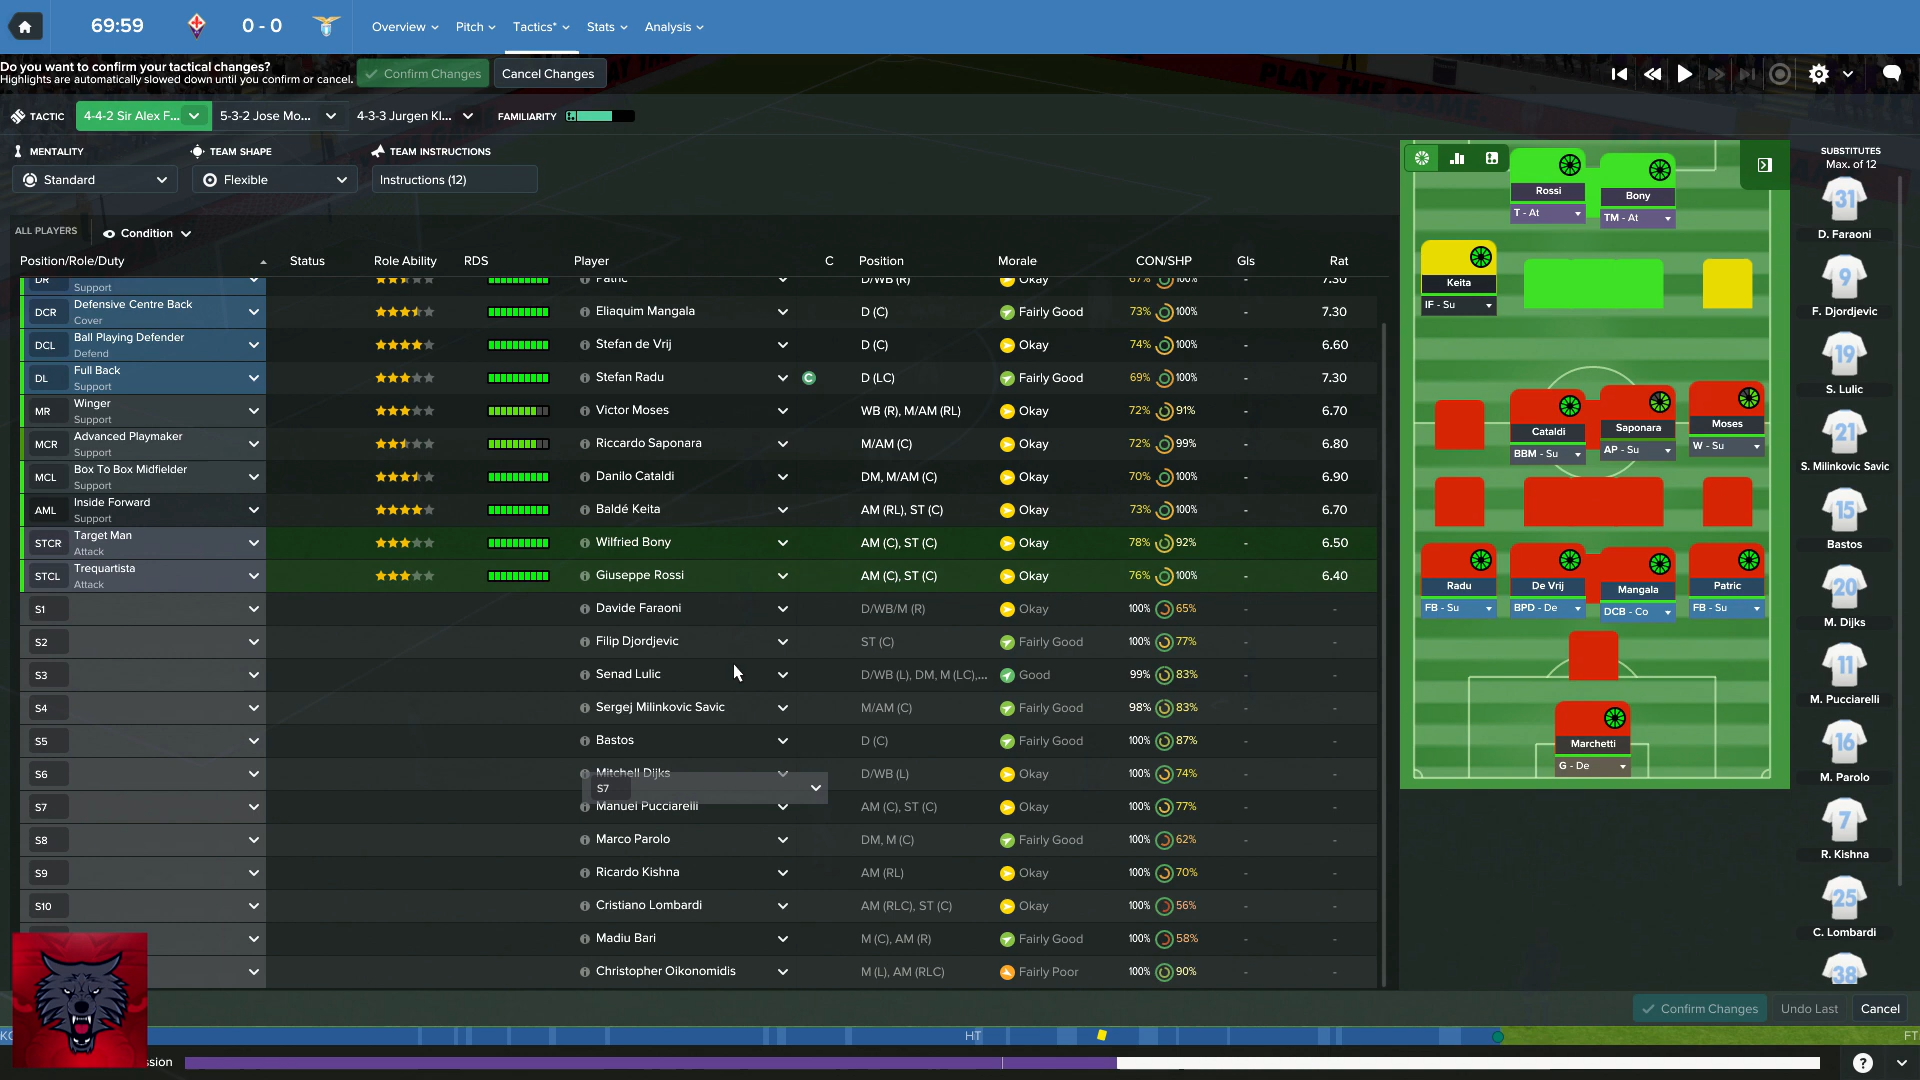 69:59
0 - 0
Overview
Pitch
Tactics*
Stats
Analysis
Do you want to confirm your tactical changes?
Highlights are automatically slowed down until you confirm or cancel.
Confirm Changes
Cancel Changes
PLAY THE GAME.
TACTIC
4-4-2 Sir Alex F...
5-3-2 Jose Mo...
4-3-3 Jurgen Kl...
FAMILIARITY
MENTALITY
TEAM SHAPE
TEAM INSTRUCTIONS
Standard
Flexible
Instructions (12)
ALL PLAYERS
Condition
Position/Role/Duty Status Role Ability RDS Player C Position Morale CON/SHP Gls Rat
DR Support Patric D/WB (R) Okay 67% 100% - 7.30
DCR Defensive Centre Back Cover Eliaquim Mangala D (C) Fairly Good 73% 100% - 7.30
DCL Ball Playing Defender Defend Stefan de Vrij D (C) Okay 74% 100% - 6.60
DL Full Back Support Stefan Radu C D (LC) Fairly Good 69% 100% - 7.30
MR Winger Support Victor Moses WB (R), M/AM (RL) Okay 72% 91% - 6.70
MCR Advanced Playmaker Support Riccardo Saponara M/AM (C) Okay 72% 99% - 6.80
MCL Box To Box Midfielder Support Danilo Cataldi DM, M/AM (C) Okay 70% 100% - 6.90
AML Inside Forward Support Baldé Keita AM (RL), ST (C) Okay 73% 100% - 6.70
STCR Target Man Attack Wilfried Bony AM (C), ST (C) Okay 78% 92% - 6.50
STCL Trequartista Attack Giuseppe Rossi AM (C), ST (C) Okay 76% 100% - 6.40
S1 Davide Faraoni D/WB/M (R) Okay 100% 65% - -
S2 Filip Djordjevic ST (C) Fairly Good 100% 77% - -
S3 Senad Lulic D/WB (L), DM, M (LC),... Good 99% 83% - -
S4 Sergej Milinkovic Savic M/AM (C) Fairly Good 98% 83% - -
S5 Bastos D (C) Fairly Good 100% 87% - -
S6 Mitchell Dijks D/WB (L) Okay 100% 74% - -
S7
S7 Manuel Pucciarelli AM (C), ST (C) Okay 100% 77% - -
S8 Marco Parolo DM, M (C) Fairly Good 100% 62% - -
S9 Ricardo Kishna AM (RL) Okay 100% 70% - -
S10 Cristiano Lombardi AM (RLC), ST (C) Okay 100% 56% - -
Madiu Bari M (C), AM (R) Fairly Good 100% 58% - -
Christopher Oikonomidis M (L), AM (RLC) Fairly Poor 100% 90% - -
Rossi
T - At
Bony
TM - At
Keita
IF - Su
Cataldi
BBM - Su
Saponara
AP - Su
Moses
W - Su
Radu
FB - Su
De Vrij
BPD - De
Mangala
DCB - Co
Patric
FB - Su
Marchetti
G - De
SUBSTITUTES
Max. of 12
31
D. Faraoni
9
F. Djordjevic
19
S. Lulic
21
S. Milinkovic Savic
15
Bastos
20
M. Dijks
11
M. Pucciarelli
16
M. Parolo
7
R. Kishna
25
C. Lombardi
38
Confirm Changes
Undo Last
Cancel
HT
FT
ssion
?